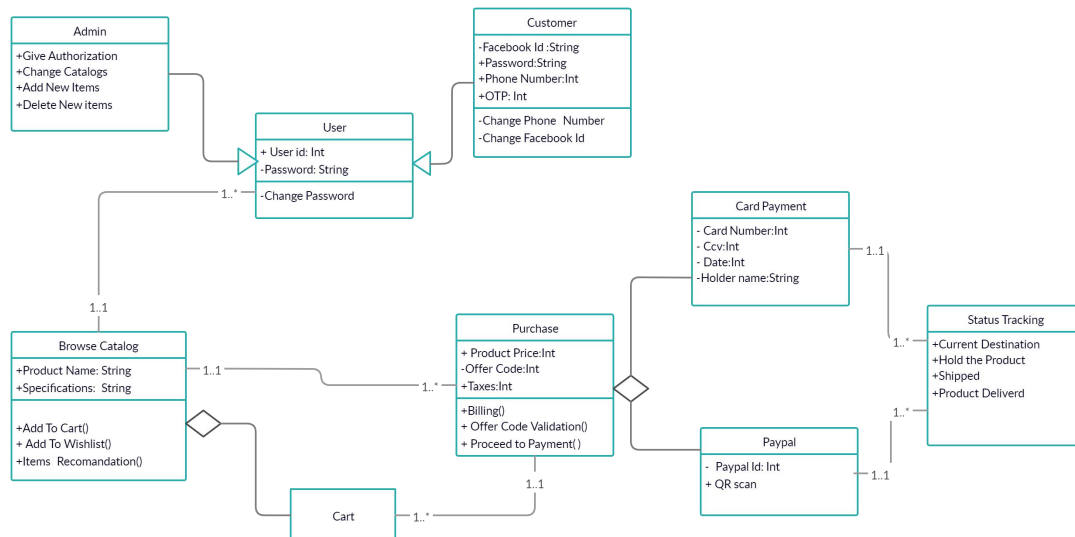 Admin
+Give Authorization
+Change Catalogs
+Add New Items
+Delete New items
Customer
-Facebook Id :String
+Password:String
+Phone Number:Int
+OTP: Int
-Change Phone Number
-Change Facebook Id
User
+ User id: Int
-Password: String
-Change Password
1..*
1..1
Card Payment
- Card Number:Int
- Ccv:Int
- Date:Int
-Holder name:String
1..1
Status Tracking
+Current Destination
+Hold the Product
+Shipped
+Product Deliverd
1..*
1..*
Browse Catalog
+Product Name: String
+Specifications: String
+Add To Cart()
+ Add To Wishlist()
+Items Recomandation()
1..1
1..*
Purchase
+ Product Price:Int
-Offer Code:Int
+Taxes:Int
+Billing()
+ Offer Code Validation()
+ Proceed to Payment( )
Paypal
- Paypal Id: Int
+ QR scan
1..1
1..1
Cart
1..*